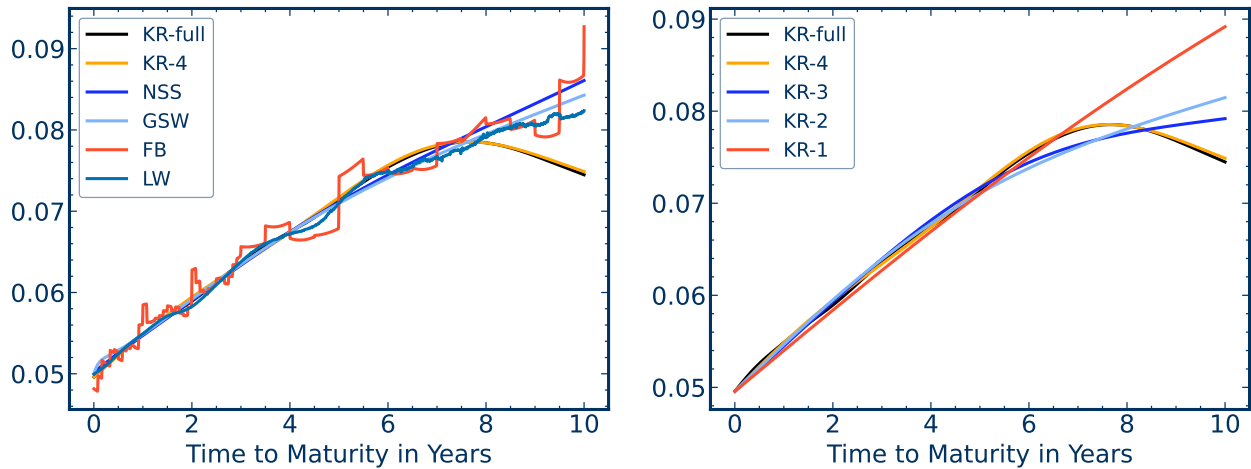 0.09
0.08
0.07
0.06
0.05
KR-full
KR-4
NSS
GSW
FB
LW
0 2 4 6 8 10
Time to Maturity in Years
0.09
0.08
0.07
0.06
0.05
KR-full
KR-4
KR-3
KR-2
KR-1
0 2 4 6 8 10
Time to Maturity in Years